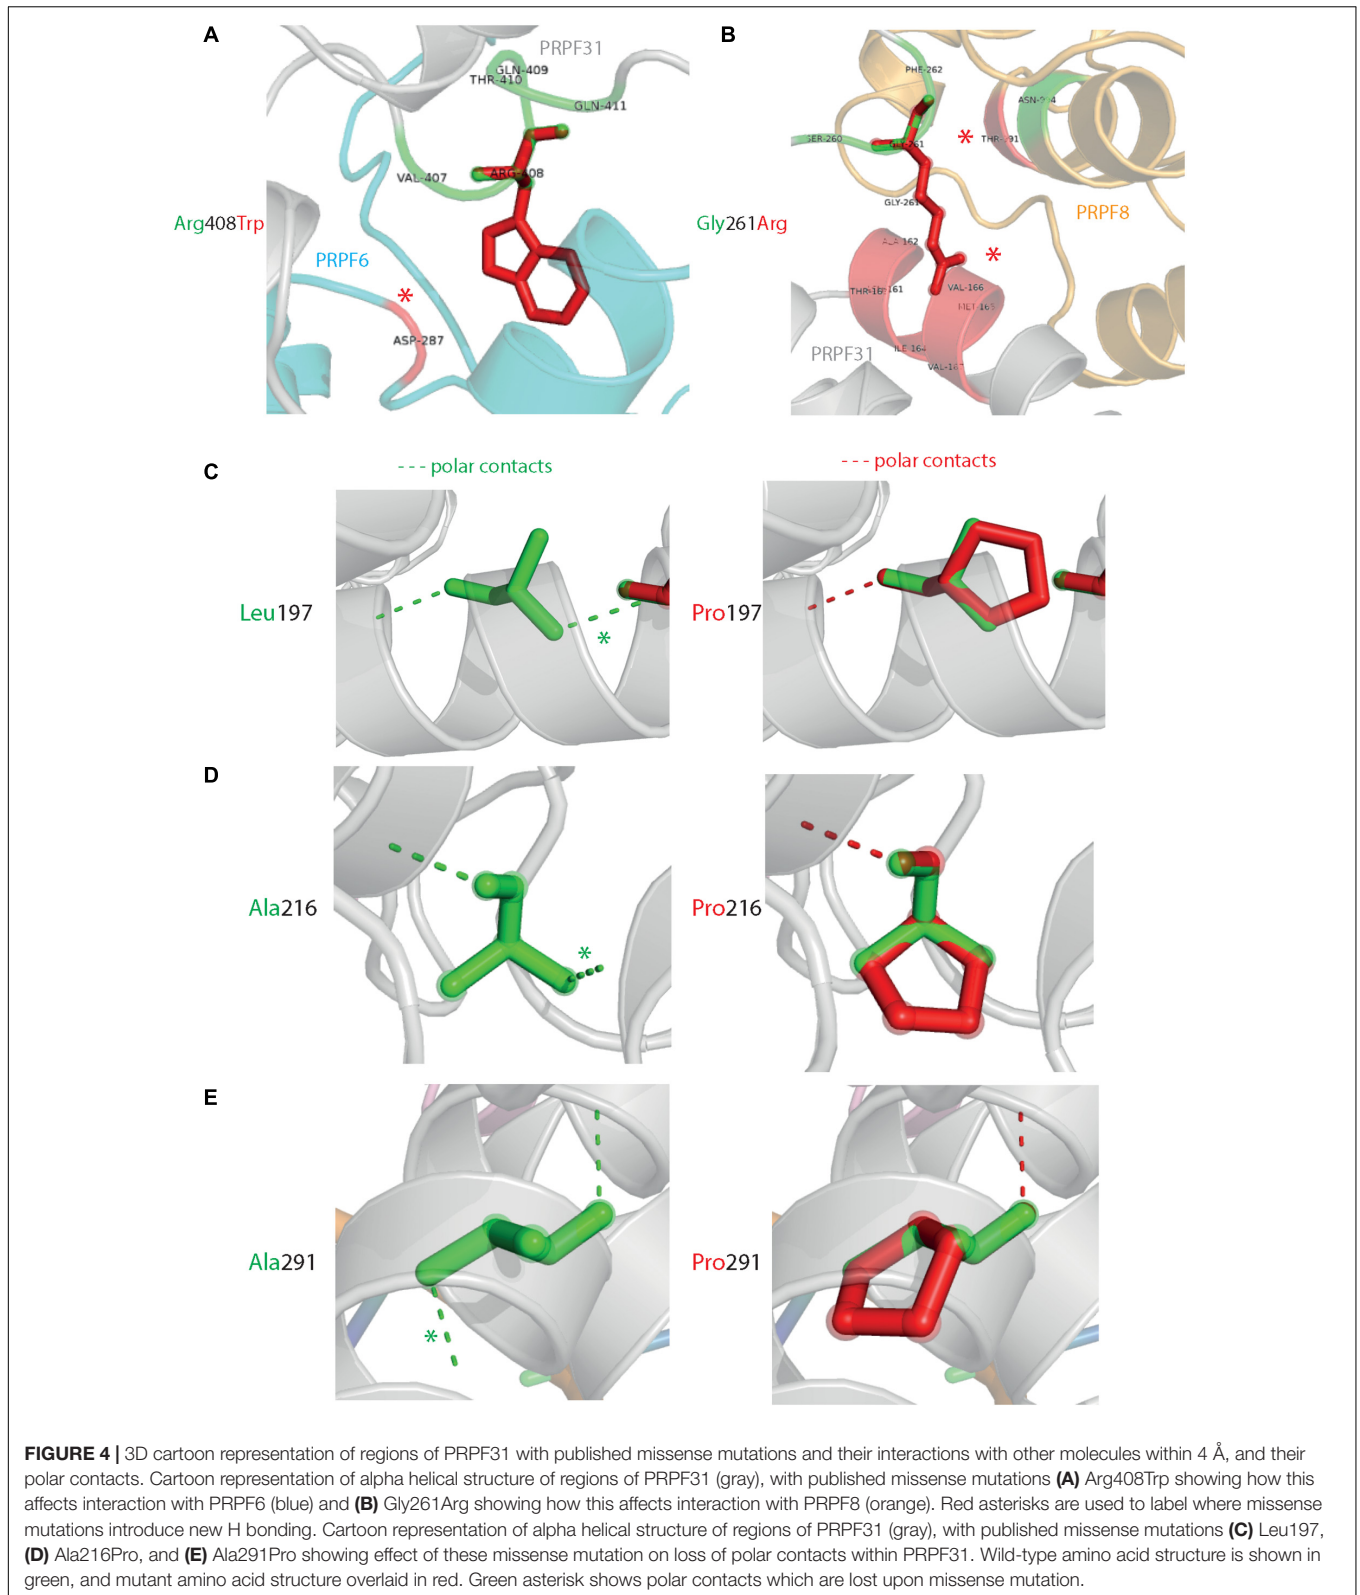 A
PRPF31
GLN-409
THR-410
GLN-411
VAL-407
ARG-408
Arg408Trp
PRPF6
*
ASP-287
B
PHE-262
ASN-
SER-260
*
GLY-261
PRPF8
Gly261Arg
ALA-162
*
VAL-166
PRPF31
C
--- polar contacts
--- polar contacts
Leu197
*
Pro197
D
Ala216
*
Pro216
E
Ala291
*
Pro291
FIGURE 4 | 3D cartoon representation of regions of PRPF31 with published missense mutations and their interactions with other molecules within 4 Å, and their
polar contacts. Cartoon representation of alpha helical structure of regions of PRPF31 (gray), with published missense mutations (A) Arg408Trp showing how this
affects interaction with PRPF6 (blue) and (B) Gly261Arg showing how this affects interaction with PRPF8 (orange). Red asterisks are used to label where missense
mutations introduce new H bonding. Cartoon representation of alpha helical structure of regions of PRPF31 (gray), with published missense mutations (C) Leu197,
(D) Ala216Pro, and (E) Ala291Pro showing effect of these missense mutation on loss of polar contacts within PRPF31. Wild-type amino acid structure is shown in
green, and mutant amino acid structure overlaid in red. Green asterisk shows polar contacts which are lost upon missense mutation.